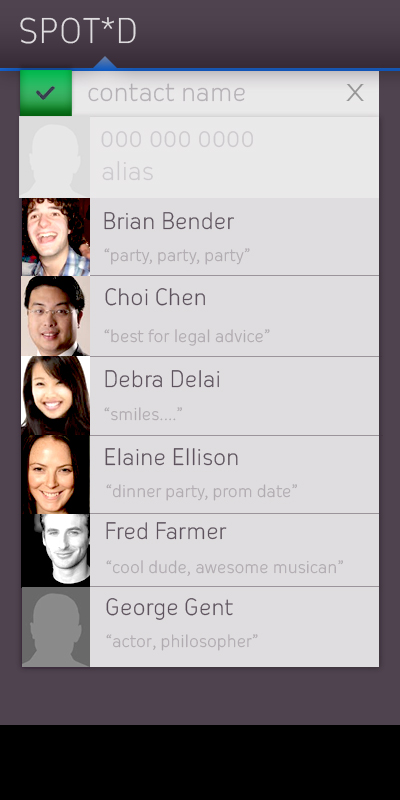 SPOT*D
contact name X
000 000 0000
alias
Brian Bender
“party, party, party”
Choi Chen
“best for legal advice”
Debra Delai
“smiles....”
Elaine Ellison
“dinner party, prom date”
Fred Farmer
“cool dude, awesome musican”
George Gent
“actor, philosopher”